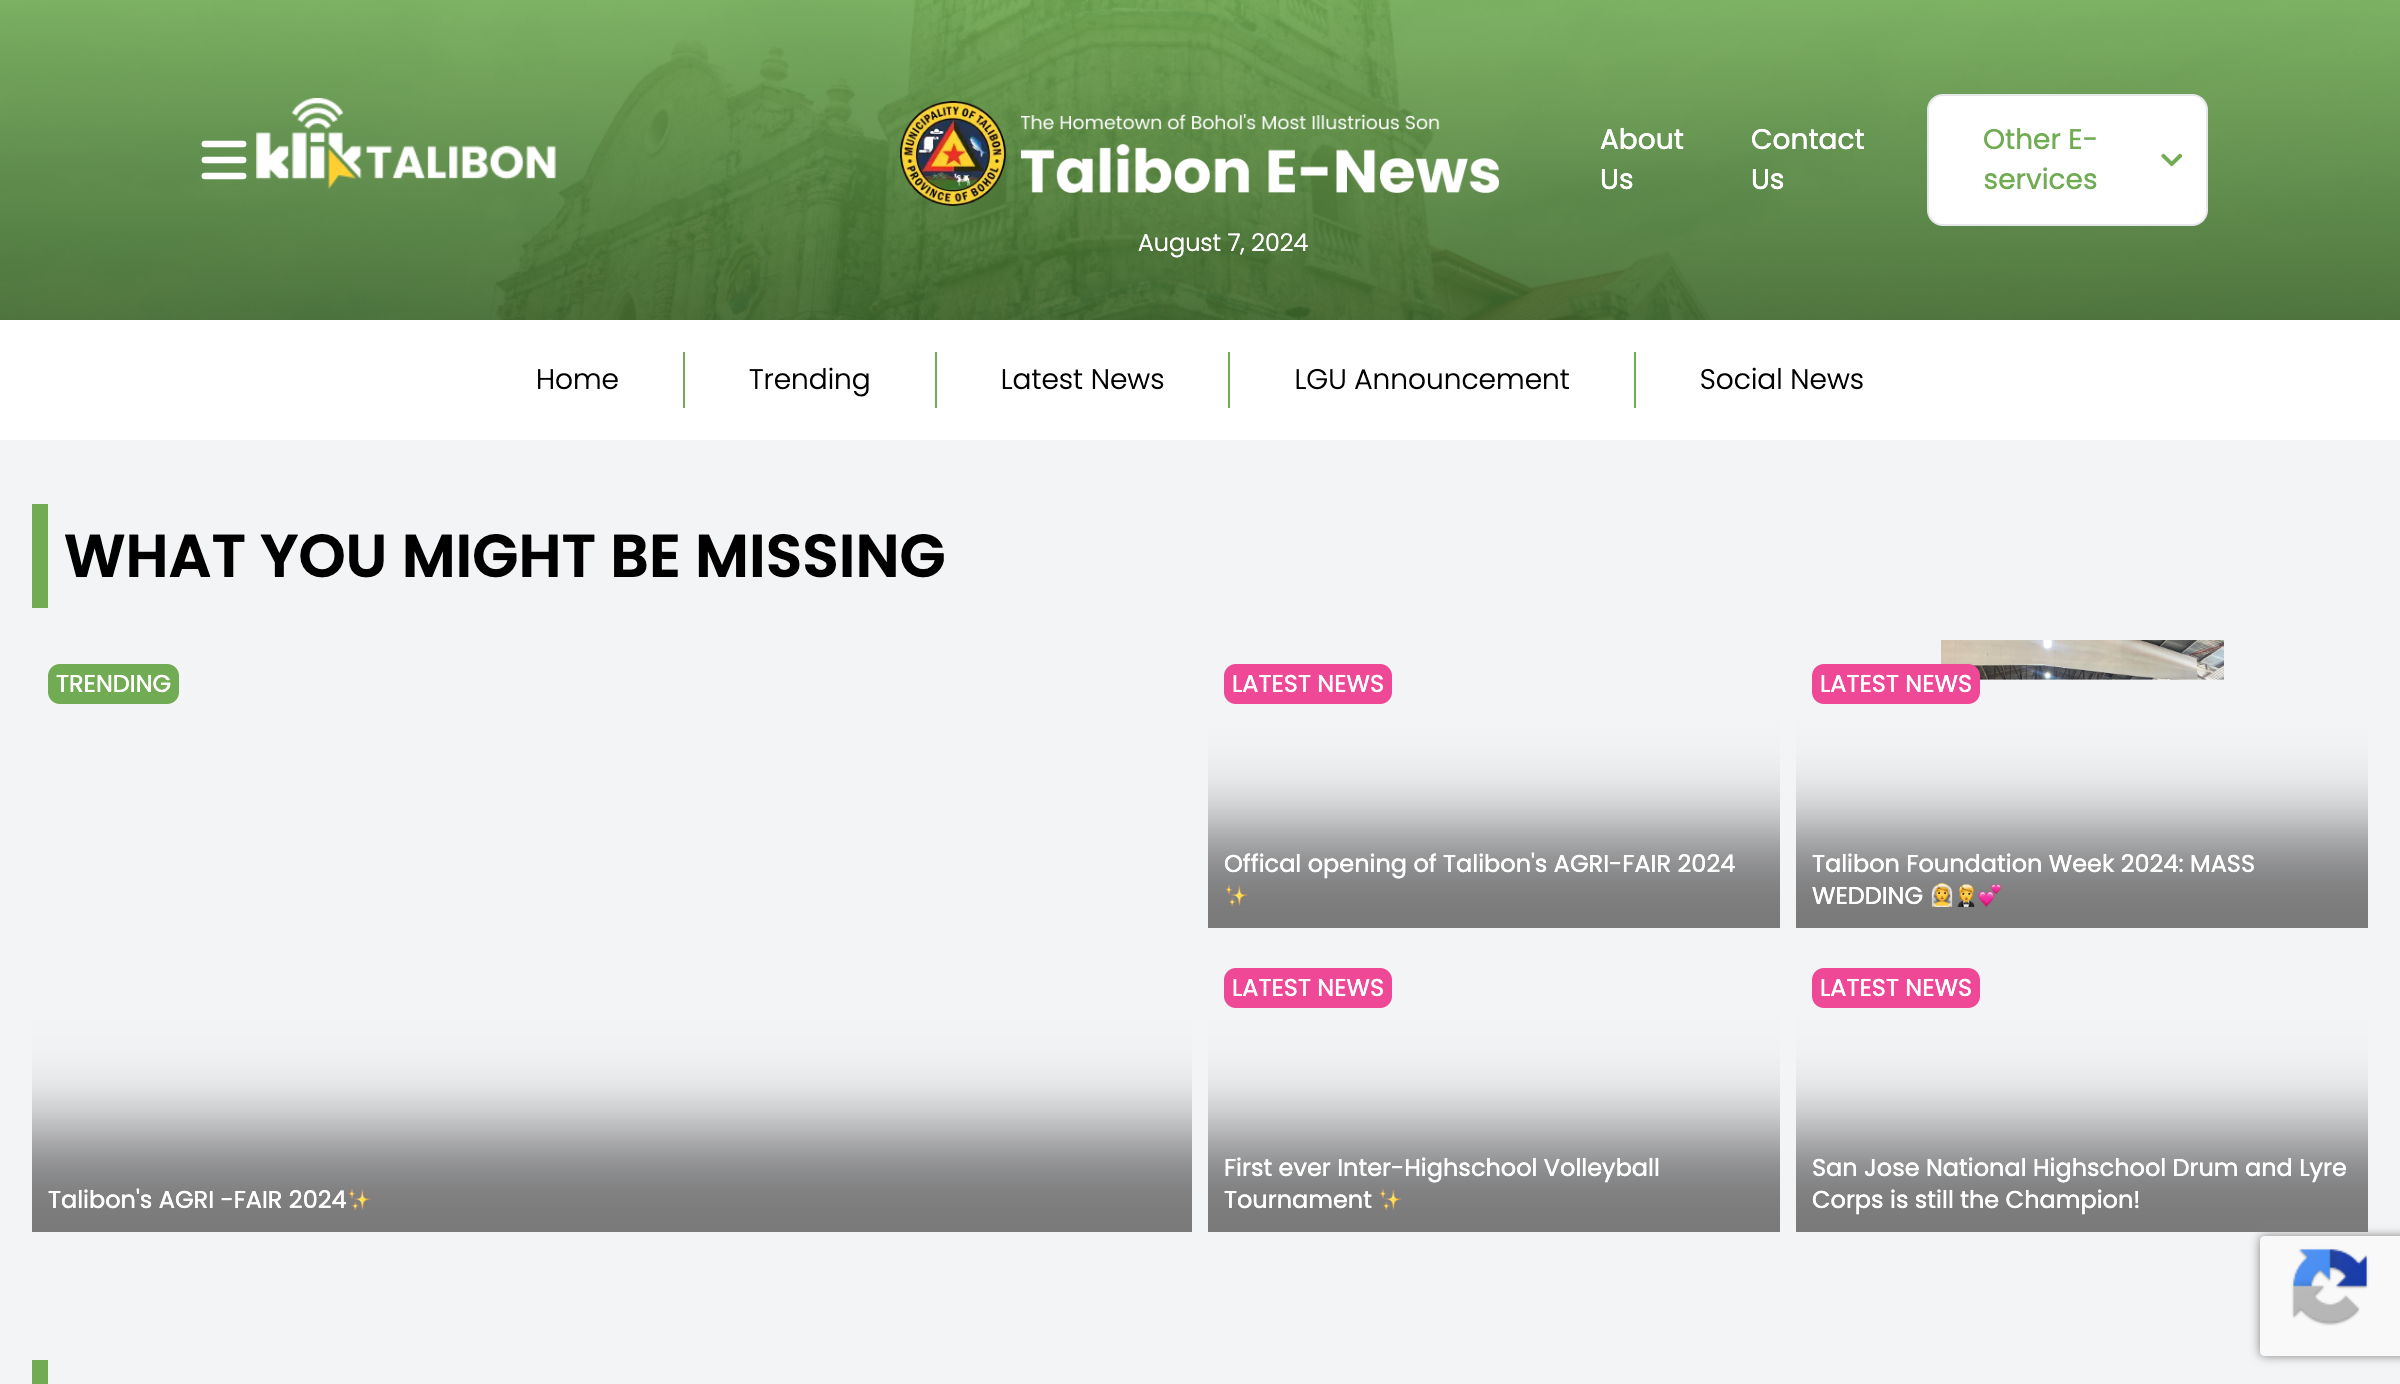 klik TALIBON
MUNICIPALITY OF TALIBON
PROVINCE OF BOHOL
The Hometown of Bohol's Most Illustrious Son
Talibon E-News
August 7, 2024
About
Us
Contact
Us
Other E-
services
Home
Trending
Latest News
LGU Announcement
Social News
WHAT YOU MIGHT BE MISSING
TRENDING
Talibon's AGRI -FAIR 2024✨
LATEST NEWS
Offical opening of Talibon's AGRI-FAIR 2024
✨
LATEST NEWS
Talibon Foundation Week 2024: MASS
WEDDING 👰🤵💕
LATEST NEWS
First ever Inter-Highschool Volleyball
Tournament ✨
LATEST NEWS
San Jose National Highschool Drum and Lyre
Corps is still the Champion!